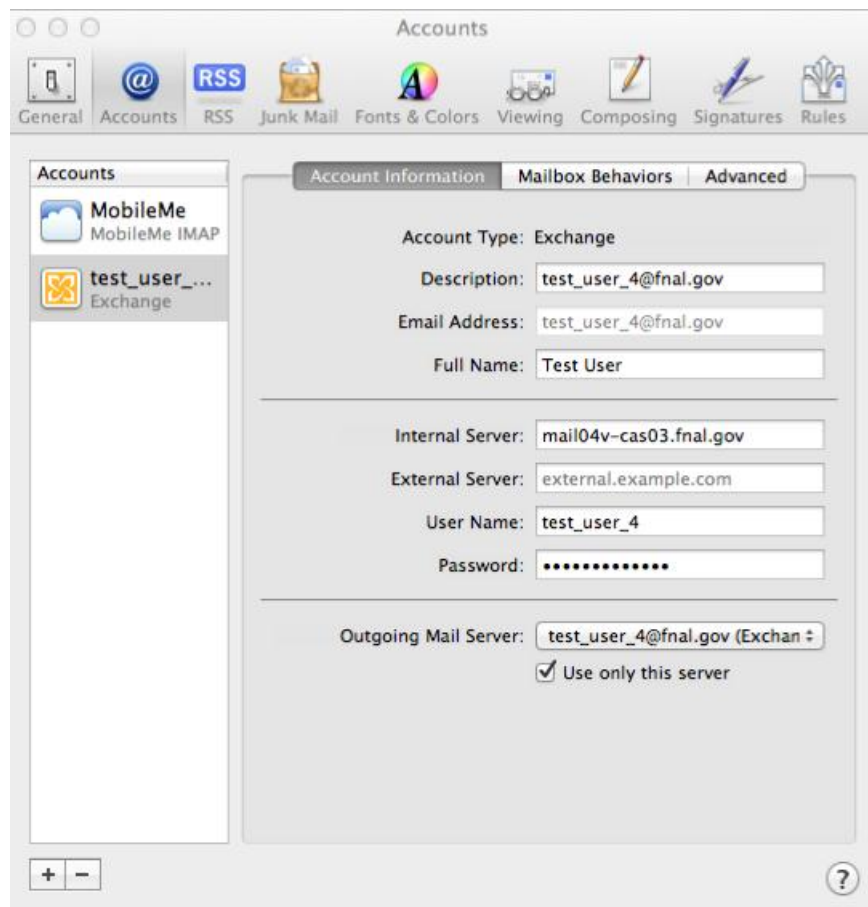 Accounts
RSS
General Accounts RSS Junk Mail Fonts & Colors Viewing Composing Signatures Rules
Accounts
MobileMe
MobileMe IMAP
test_user_...
Exchange
Account Information Mailbox Behaviors Advanced
Account Type: Exchange
Description: test_user_4@fnal.gov
Email Address: test_user_4@fnal.gov
Full Name: Test User
Internal Server: mail04v-cas03.fnal.gov
External Server: external.example.com
User Name: test_user_4
Password: •••••••••••••
Outgoing Mail Server: test_user_4@fnal.gov (Exchan
Use only this server
+ −
?